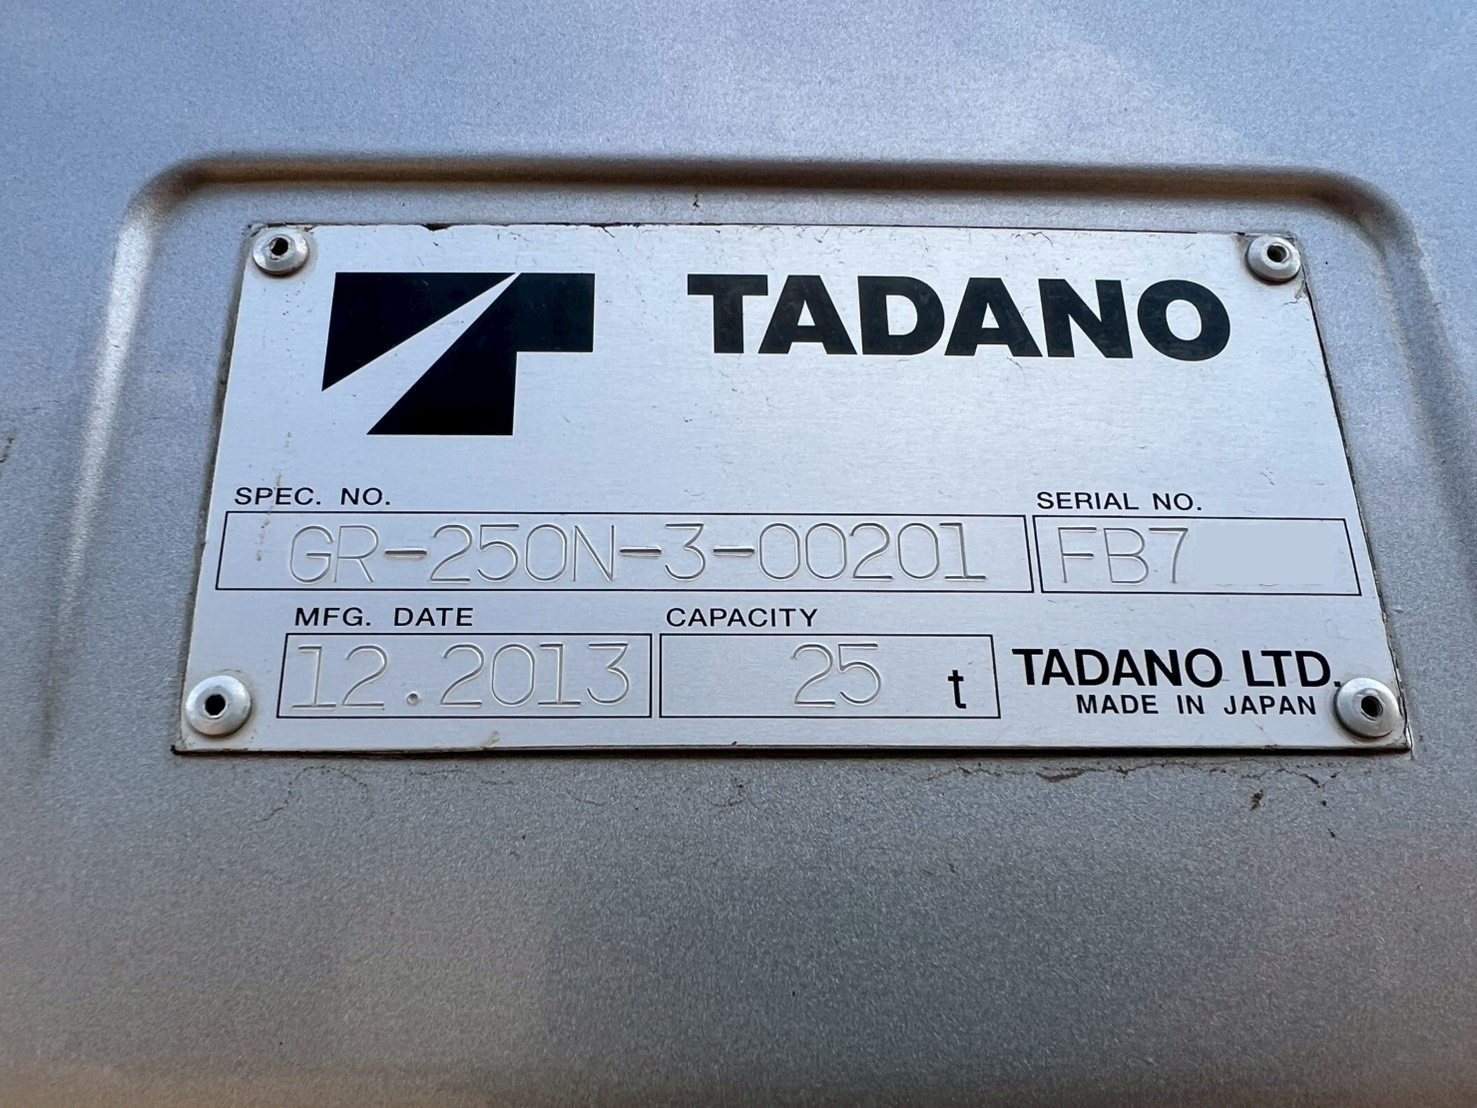 TADANO
SPEC. NO. SERIAL NO.
GR-250N-3-00201 FB7
MFG. DATE CAPACITY
12.2013 25 t TADANO LTD.
MADE IN JAPAN